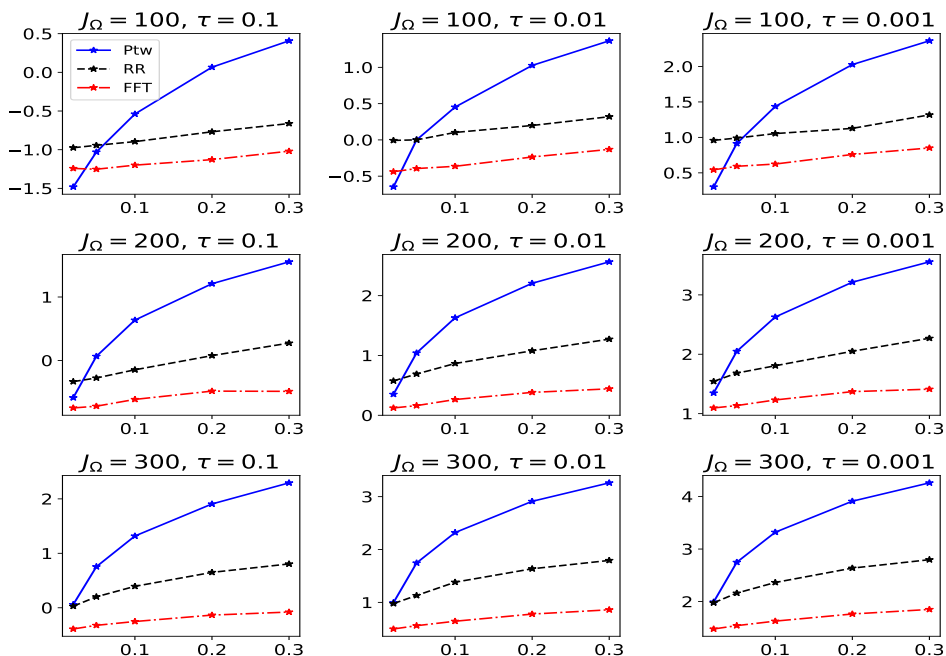 J_Ω = 100, τ = 0.1
J_Ω = 100, τ = 0.01
J_Ω = 100, τ = 0.001
0.5
0.0
−0.5
−1.0
−1.5
Ptw
RR
FFT
0.1 0.2 0.3
1.0
0.5
0.0
−0.5
0.1 0.2 0.3
2.0
1.5
1.0
0.5
0.1 0.2 0.3
J_Ω = 200, τ = 0.1
J_Ω = 200, τ = 0.01
J_Ω = 200, τ = 0.001
1
0
0.1 0.2 0.3
2
1
0
0.1 0.2 0.3
3
2
1
0.1 0.2 0.3
J_Ω = 300, τ = 0.1
J_Ω = 300, τ = 0.01
J_Ω = 300, τ = 0.001
2
1
0
0.1 0.2 0.3
3
2
1
0.1 0.2 0.3
4
3
2
0.1 0.2 0.3